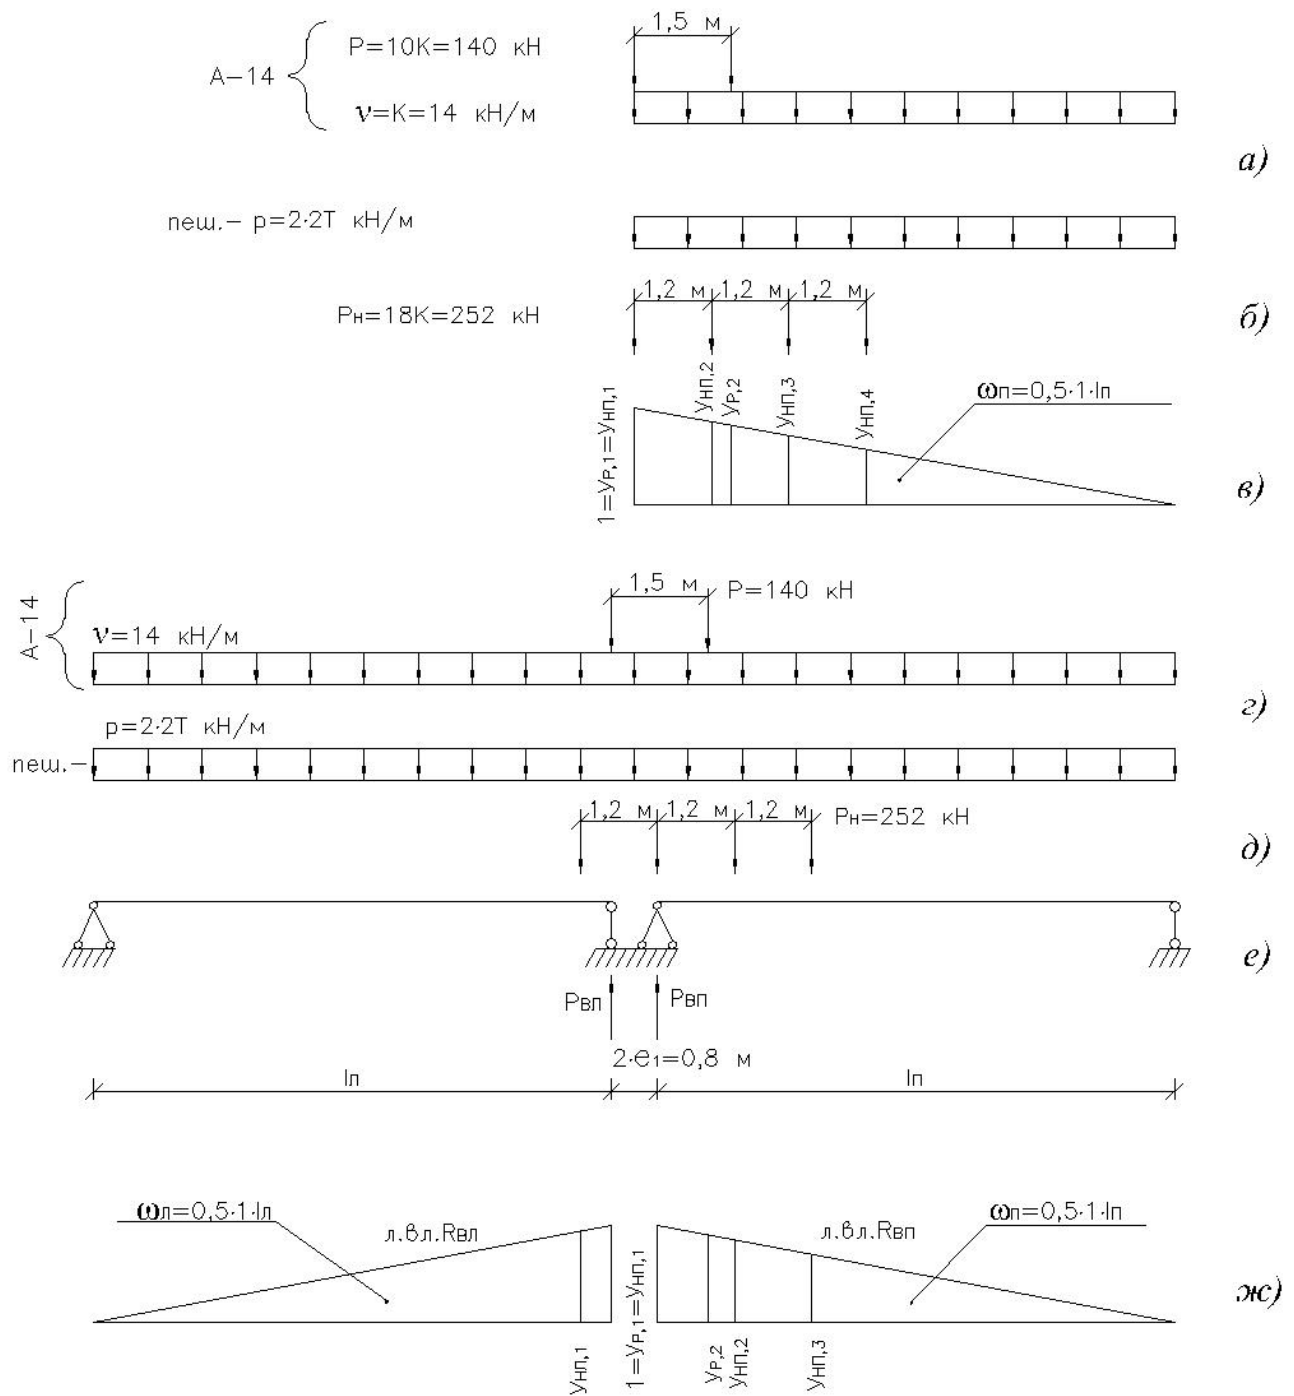 1,5 м
P=10K=140 кН
А-14
ν=K=14 кН/м
а)
пеш.- p=2·2Т кН/м
1,2 м 1,2 м 1,2 м
Pн=18K=252 кН
б)
1=yР,1=yНП,1
yНП,2
yР,2
yНП,3
yНП,4
ωп=0,5·1·lп
в)
1,5 м
P=140 кН
А-14
ν=14 кН/м
г)
p=2·2Т кН/м
пеш.-
1,2 м 1,2 м 1,2 м
Pн=252 кН
д)
е)
Pвл
Pвп
2·e1=0,8 м
lл
lп
ωл=0,5·1·lл
л.вл.Rвл
л.вл.Rвп
ωп=0,5·1·lп
ж)
yНЛ,1
1=yР,1=yНП,1
yР,2
yНП,2
yНП,3